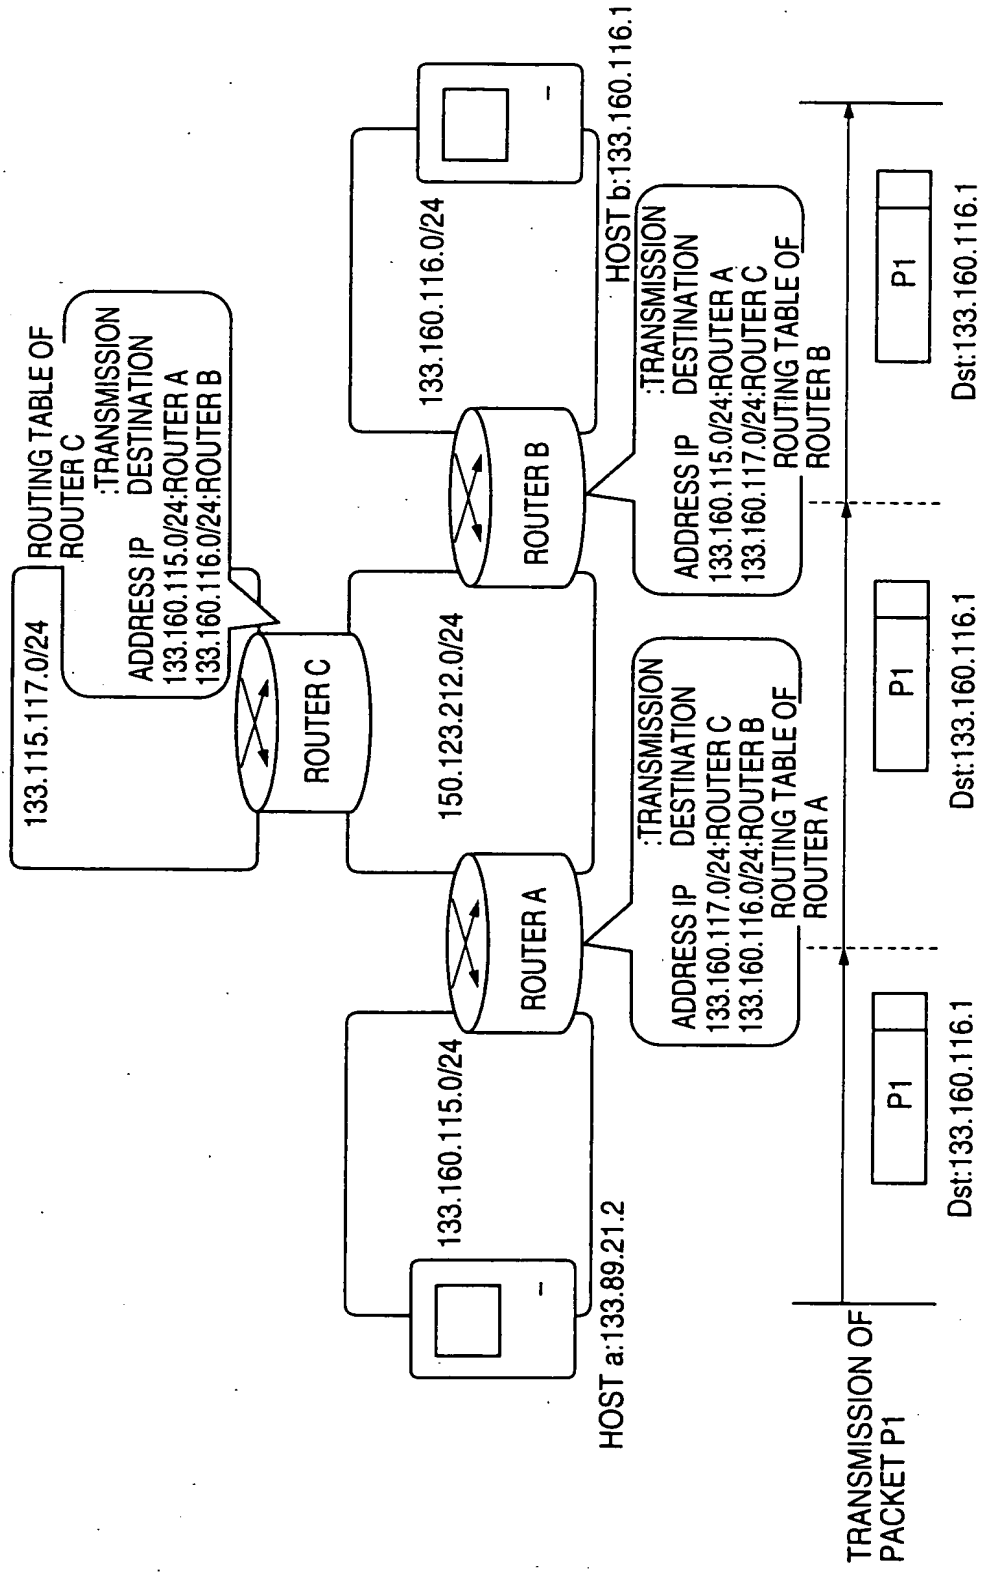 133.115.117.0/24
ROUTING TABLE OF
ROUTER C
:TRANSMISSION
ADDRESS IP DESTINATION
133.160.115.0/24:ROUTER A
133.160.116.0/24:ROUTER B
ROUTER C
133.160.115.0/24
150.123.212.0/24
133.160.116.0/24
ROUTER A
ROUTER B
HOST a:133.89.21.2
HOST b:133.160.116.1
:TRANSMISSION
ADDRESS IP DESTINATION
133.160.117.0/24:ROUTER C
133.160.116.0/24:ROUTER B
ROUTING TABLE OF
ROUTER A
:TRANSMISSION
ADDRESS IP DESTINATION
133.160.115.0/24:ROUTER A
133.160.117.0/24:ROUTER C
ROUTING TABLE OF
ROUTER B
TRANSMISSION OF
PACKET P1
P1
Dst:133.160.116.1
P1
Dst:133.160.116.1
P1
Dst:133.160.116.1